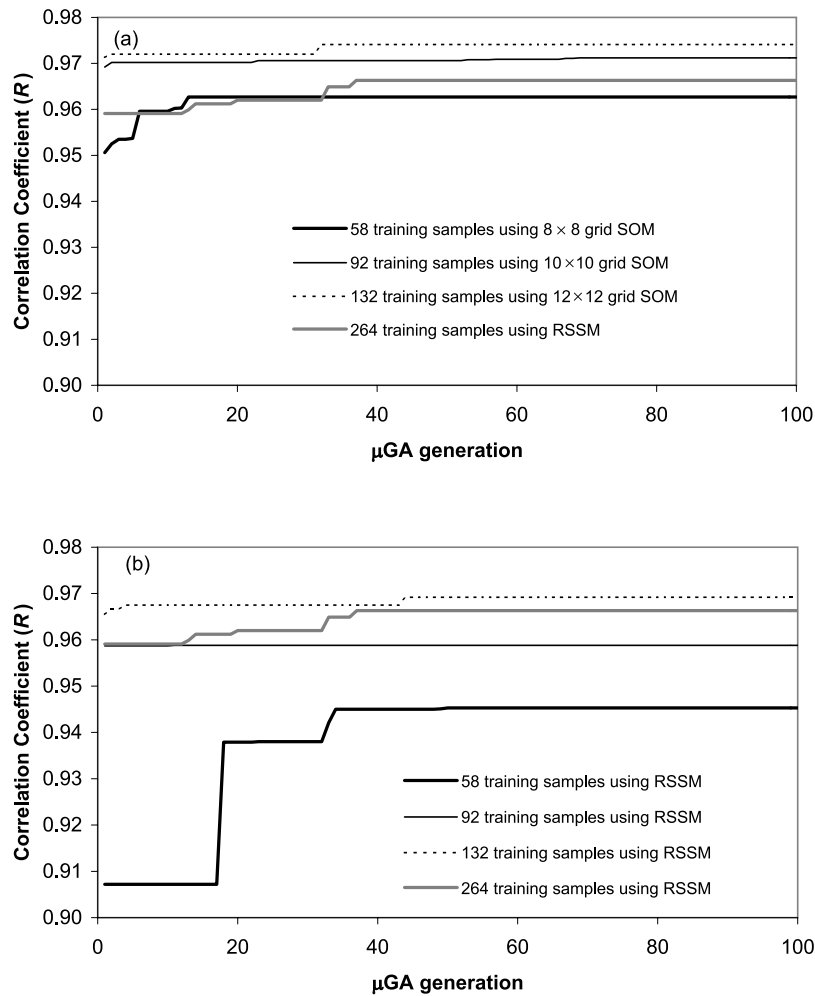 (a)
Correlation Coefficient (R)
0.98
0.97
0.96
0.95
0.94
0.93
0.92
0.91
0.90
58 training samples using 8 × 8 grid SOM
92 training samples using 10×10 grid SOM
132 training samples using 12×12 grid SOM
264 training samples using RSSM
0 20 40 60 80 100
μGA generation
(b)
Correlation Coefficient (R)
0.98
0.97
0.96
0.95
0.94
0.93
0.92
0.91
0.90
58 training samples using RSSM
92 training samples using RSSM
132 training samples using RSSM
264 training samples using RSSM
0 20 40 60 80 100
μGA generation